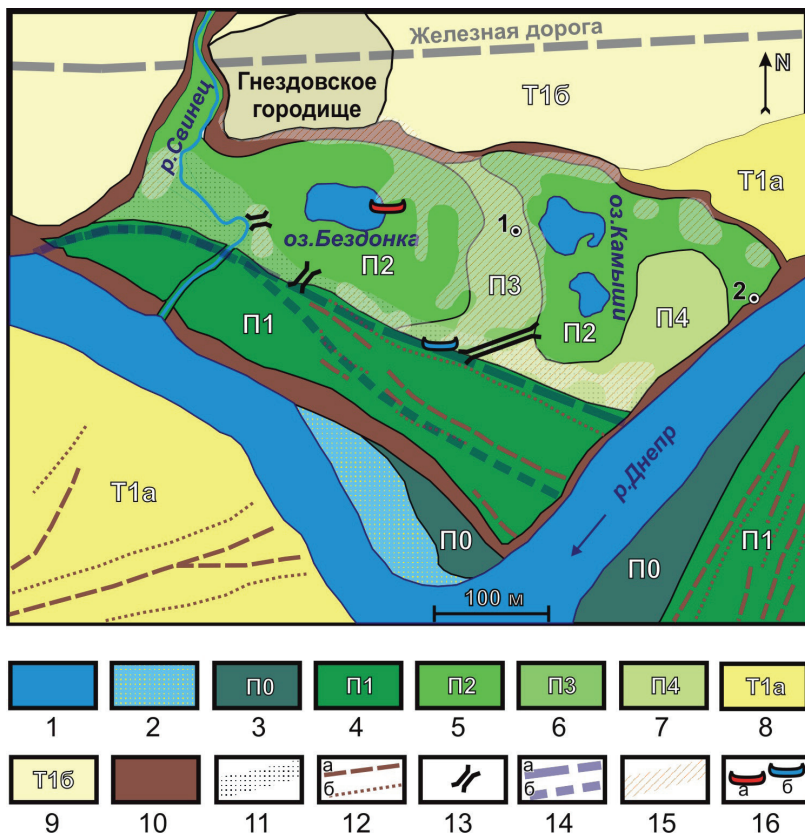 Железная дорога
N
Гнездовское
городище
Т1б
Т1а
р.Свинец
оз.Бездонка
П2
1
П3
оз.Камыши
П2
П4
2
П1
Т1а
р.Днепр
П0
П0
П1
100 м
П0 П1 П2 П3 П4 Т1а
1 2 3 4 5 6 7 8
Т1б а б а б а б
9 10 11 12 13 14 15 16